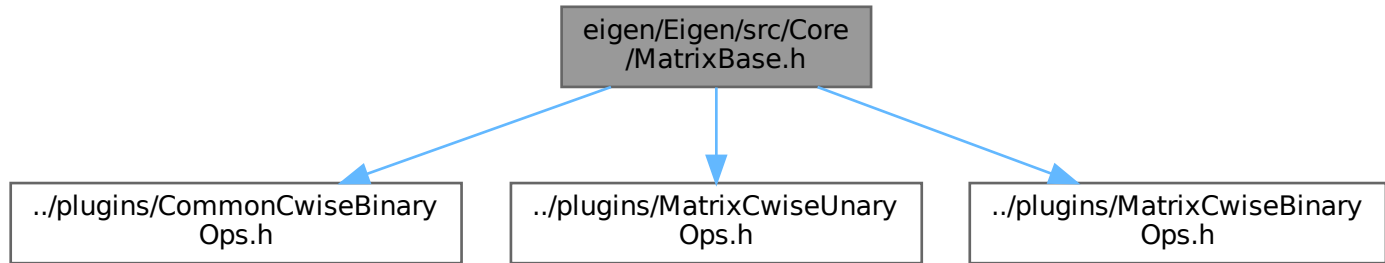 eigen/Eigen/src/Core
/MatrixBase.h
../plugins/CommonCwiseBinary
Ops.h
../plugins/MatrixCwiseUnary
Ops.h
../plugins/MatrixCwiseBinary
Ops.h